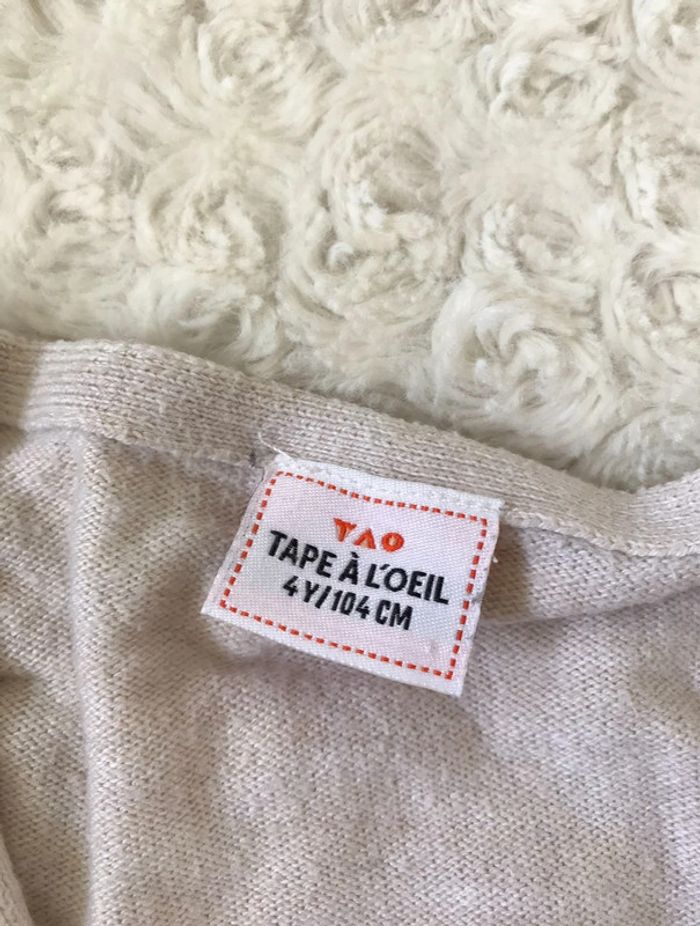 TAO
TAPE À L'OEIL
4Y/104 CM